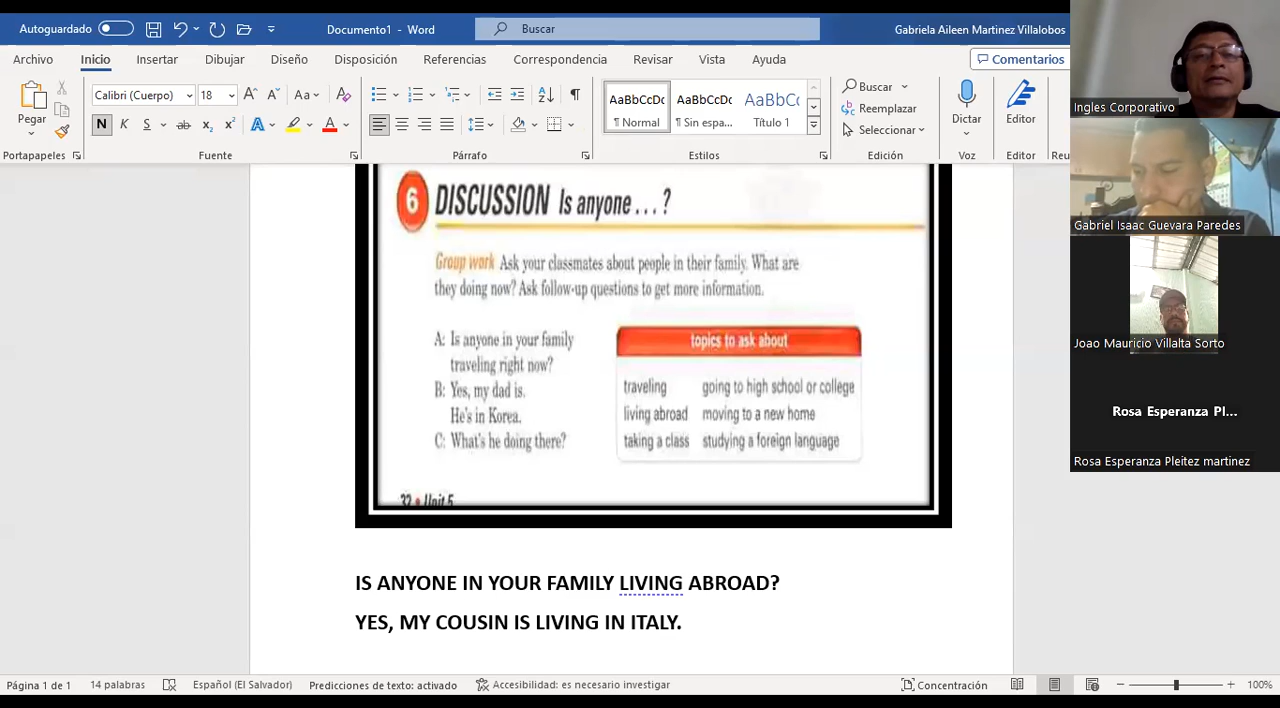 Autoguardado
Documento1 - Word
Buscar
Gabriela Aileen Martinez Villalobos
Archivo Inicio Insertar Dibujar Diseño Disposición Referencias Correspondencia Revisar Vista Ayuda
Comentarios
Pegar
Calibri (Cuerpo) 18
N K S ab x₂ x² A A
AaBbCcDc AaBbCcDc AaBbCc
¶ Normal ¶ Sin espa... Título 1
Buscar
Reemplazar
Seleccionar
Dictar
Editor
Portapapeles Fuente Párrafo Estilos Edición Voz Editor Reu
Ingles Corporativo
Gabriel Isaac Guevara Paredes
Joao Mauricio Villalta Sorto
Rosa Esperanza Pl...
Rosa Esperanza Pleitez martinez
6 DISCUSSION Is anyone . . . ?
Group work Ask your classmates about people in their family. What are
they doing now? Ask follow-up questions to get more information.
A: Is anyone in your family
traveling right now?
B: Yes, my dad is.
He's in Korea.
C: What's he doing there?
topics to ask about
traveling going to high school or college
living abroad moving to a new home
taking a class studying a foreign language
32 • Unit 5
IS ANYONE IN YOUR FAMILY LIVING ABROAD?
YES, MY COUSIN IS LIVING IN ITALY.
Página 1 de 1 14 palabras Español (El Salvador) Predicciones de texto: activado Accesibilidad: es necesario investigar Concentración 100%